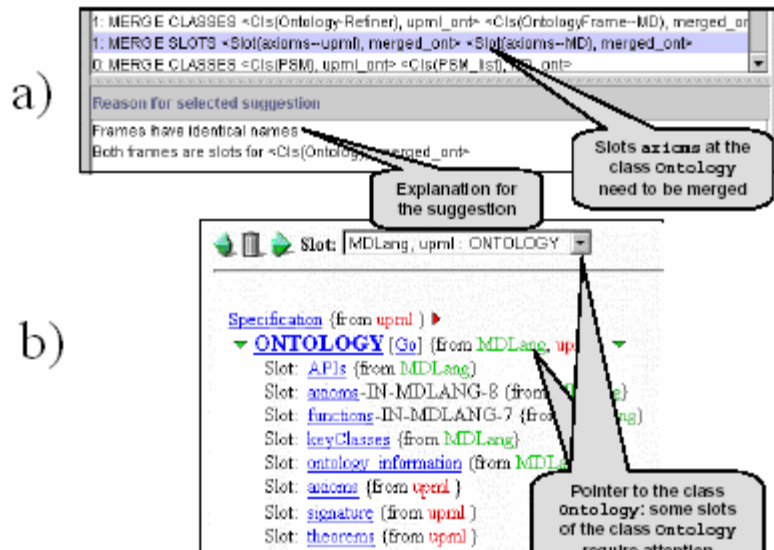 a)
1: MERGE CLASSES <Cls(Ontology-Refiner), upml_ont> <Cls(OntologyFrame--MD), merged_on
1: MERGE SLOTS <Slot(axioms--upml), merged_ont> <Slot(axioms--MD), merged_ont>
0: MERGE CLASSES <Cls(PSM), upml_ont> <Cls(PSM_list), ont>
Reason for selected suggestion
Frames have identical names
Both frames are slots for <Cls(Ontology), merged_ont>
Slots axioms at the
class Ontology
need to be merged
Explanation for
the suggestion
b)
Slot: MDLang, upml : ONTOLOGY
Specification {from upml }
ONTOLOGY [Go] {from MDLang, up
Slot: APIs {from MDLang}
Slot: axioms-IN-MDLANG-8 (from g}
Slot: functions-IN-MDLANG-7 {fro ng}
Slot: keyClasses {from MDLang}
Slot: ontology_information (from MDLa
Slot: axioms {from upml }
Slot: signature (from upml )
Slot: theorems {from upml }
Pointer to the class
Ontology: some slots
of the class Ontology
require attention